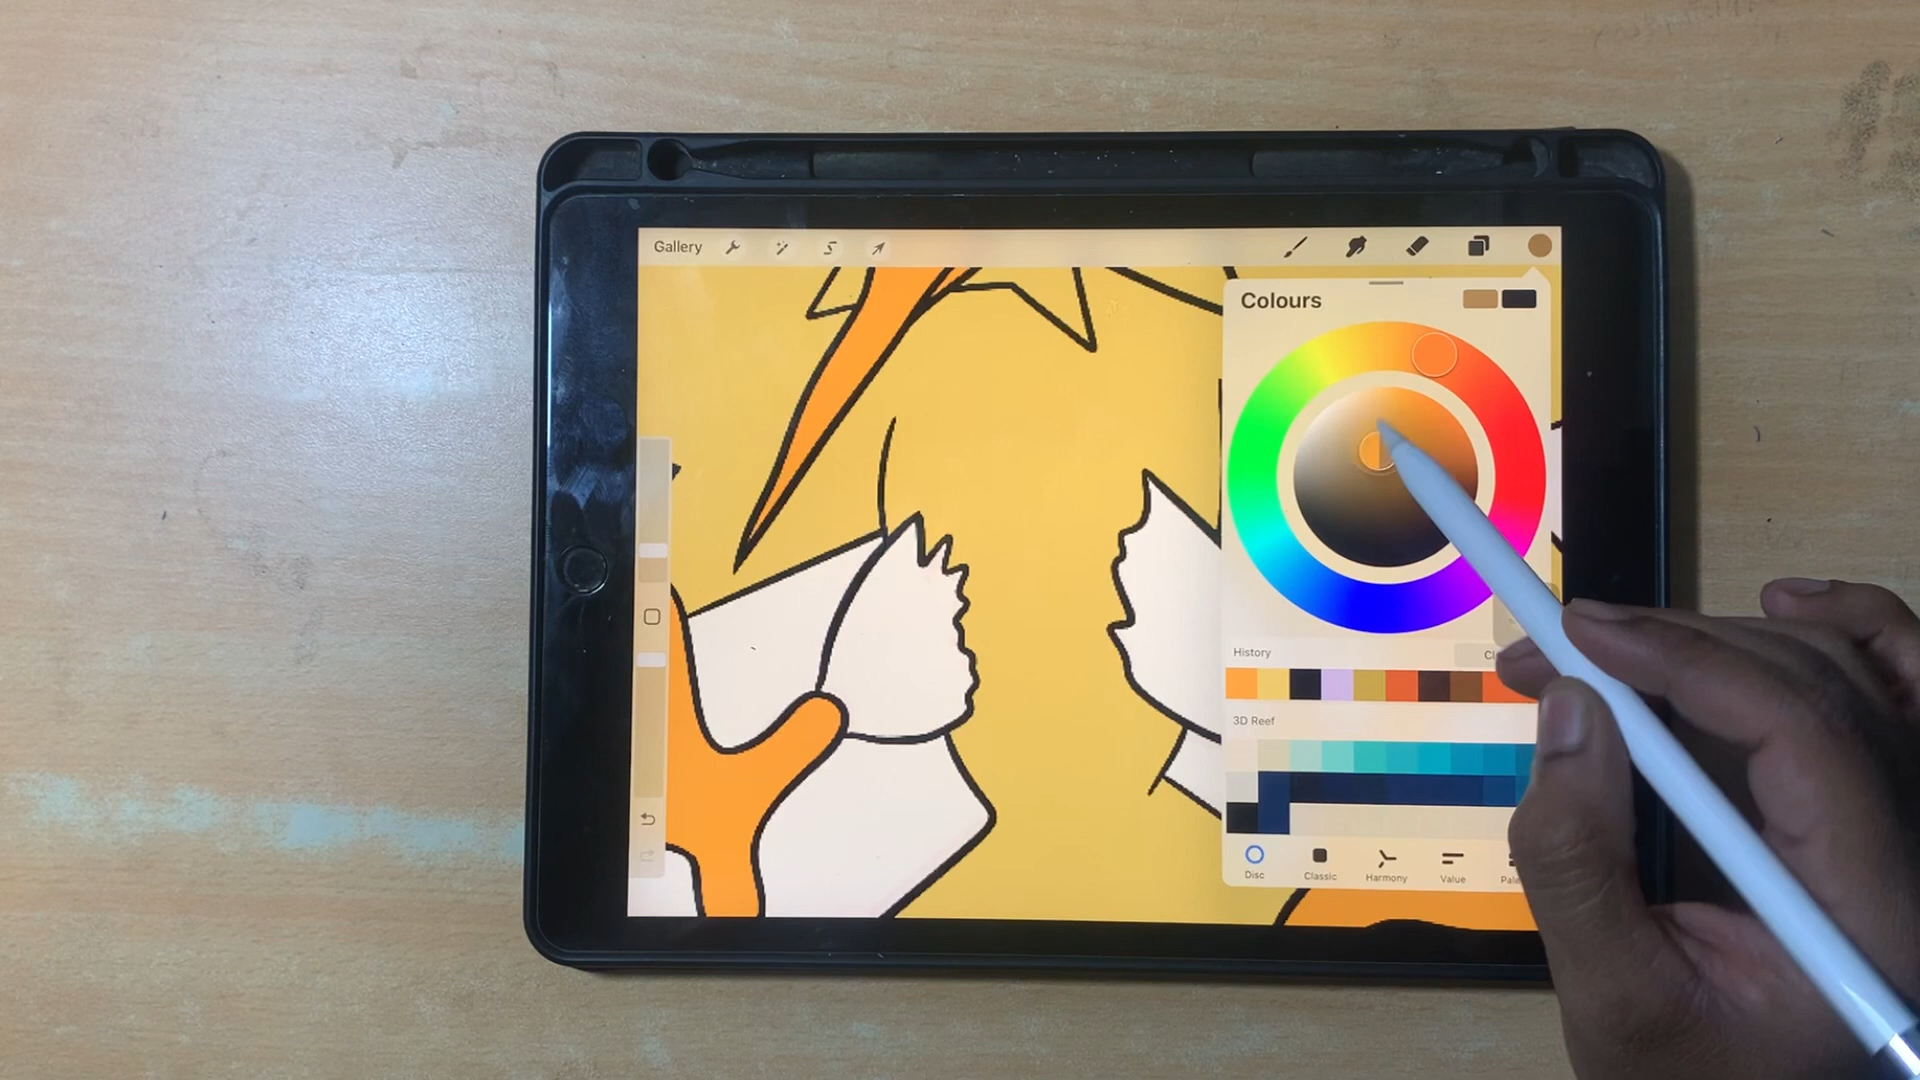 Gallery
Colours
History
3D Reef
Disc
Classic
Harmony
Value